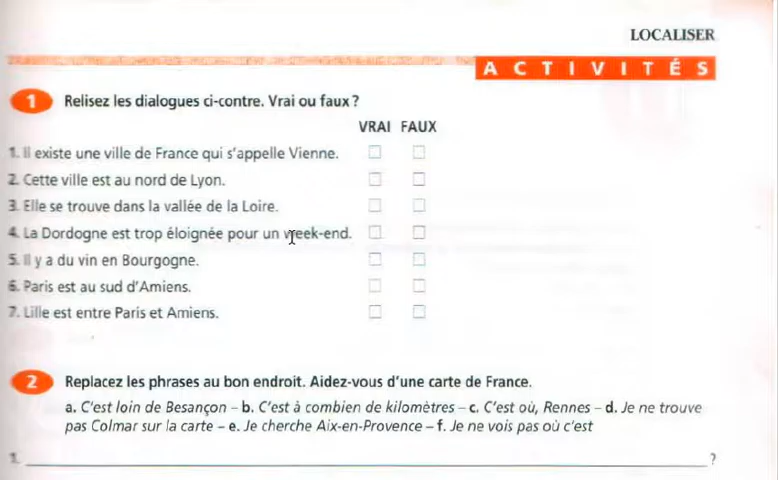 LOCALISER
ACTIVITÉS
1 Relisez les dialogues ci-contre. Vrai ou faux ?
VRAI FAUX
1. Il existe une ville de France qui s'appelle Vienne.
2. Cette ville est au nord de Lyon.
3. Elle se trouve dans la vallée de la Loire.
4. La Dordogne est trop éloignée pour un week-end.
5. Il y a du vin en Bourgogne.
6. Paris est au sud d'Amiens.
7. Lille est entre Paris et Amiens.
2 Replacez les phrases au bon endroit. Aidez-vous d'une carte de France.
a. C'est loin de Besançon – b. C'est à combien de kilomètres – c. C'est où, Rennes – d. Je ne trouve
pas Colmar sur la carte – e. Je cherche Aix-en-Provence – f. Je ne vois pas où c'est
1. ?